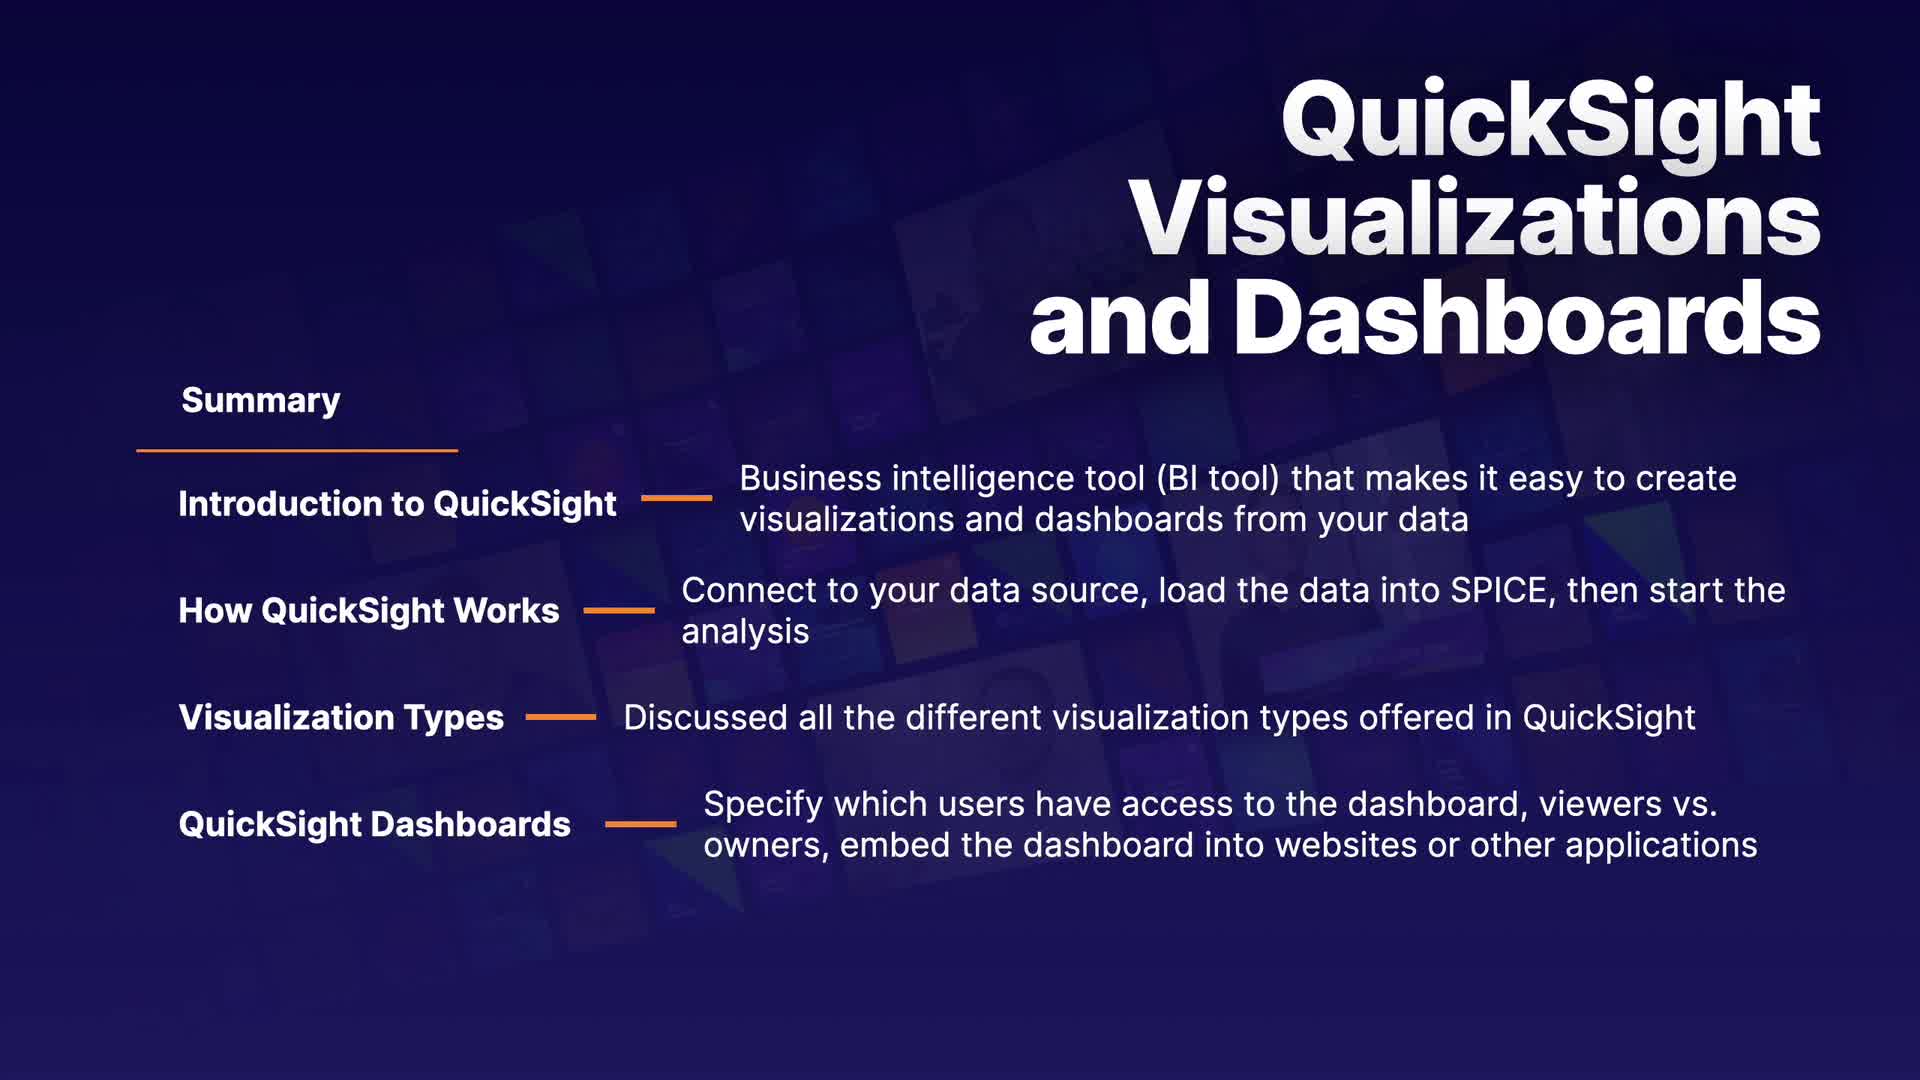 QuickSight
Visualizations
and Dashboards
Summary
Introduction to QuickSight
Business intelligence tool (BI tool) that makes it easy to create
visualizations and dashboards from your data
How QuickSight Works
Connect to your data source, load the data into SPICE, then start the
analysis
Visualization Types
Discussed all the different visualization types offered in QuickSight
QuickSight Dashboards
Specify which users have access to the dashboard, viewers vs.
owners, embed the dashboard into websites or other applications